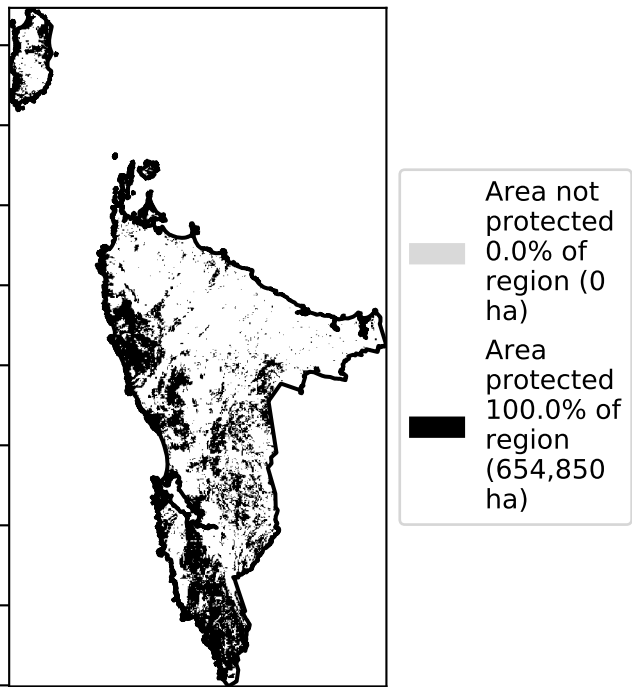 Area not
protected
0.0% of
region (0
ha)
Area
protected
100.0% of
region
(654,850
ha)